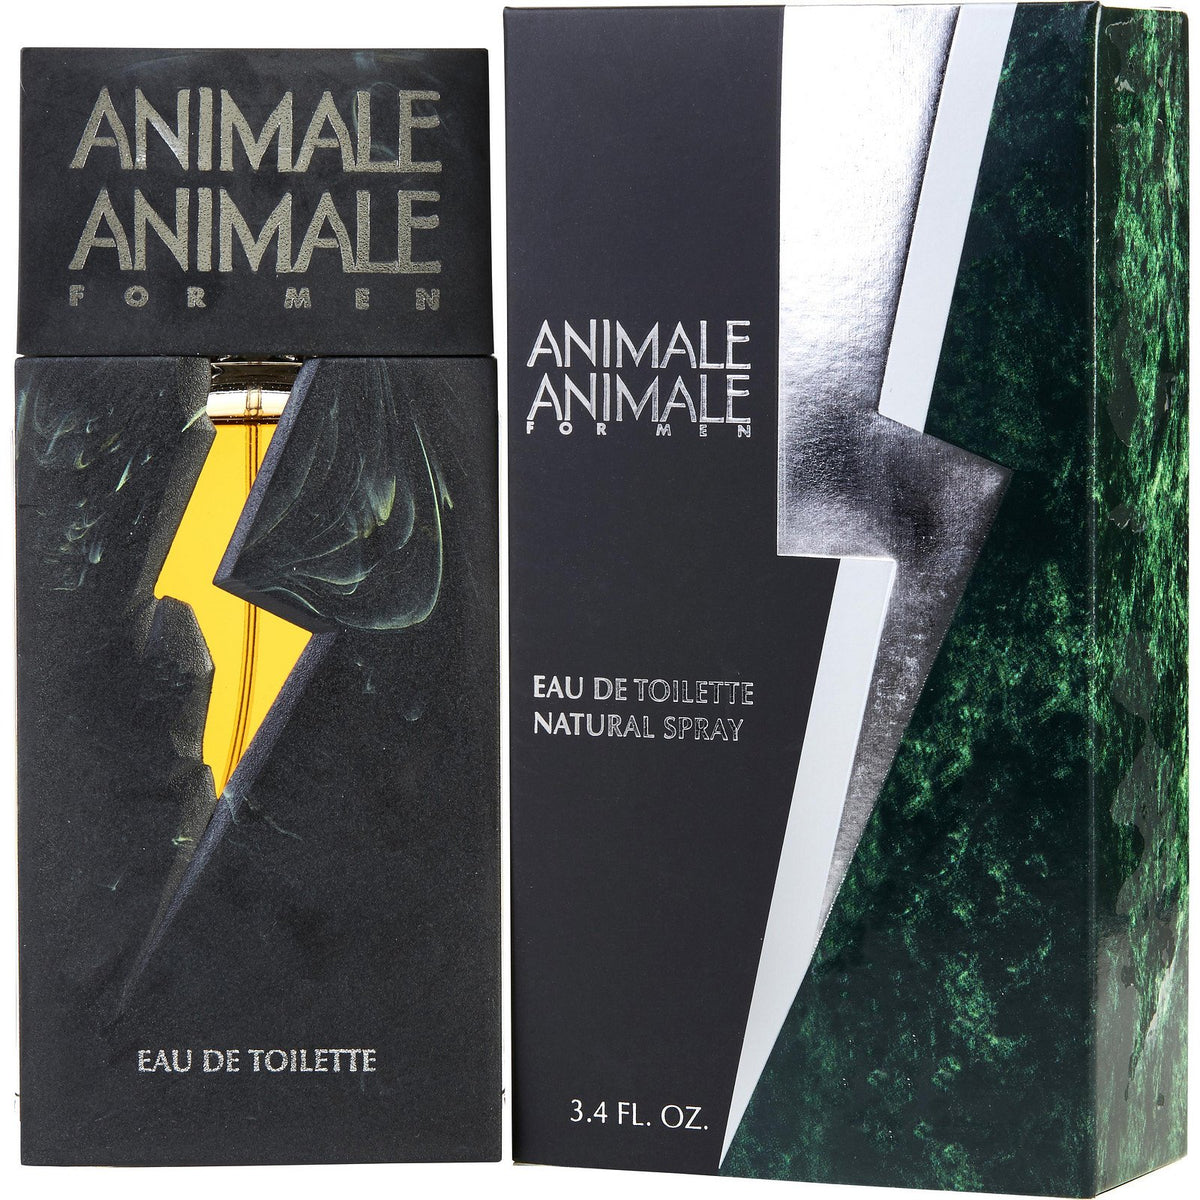 ANIMALE
ANIMALE
FOR MEN
EAU DE TOILETTE
ANIMALE
ANIMALE
FOR MEN
EAU DE TOILETTE
NATURAL SPRAY
3.4 FL. OZ.